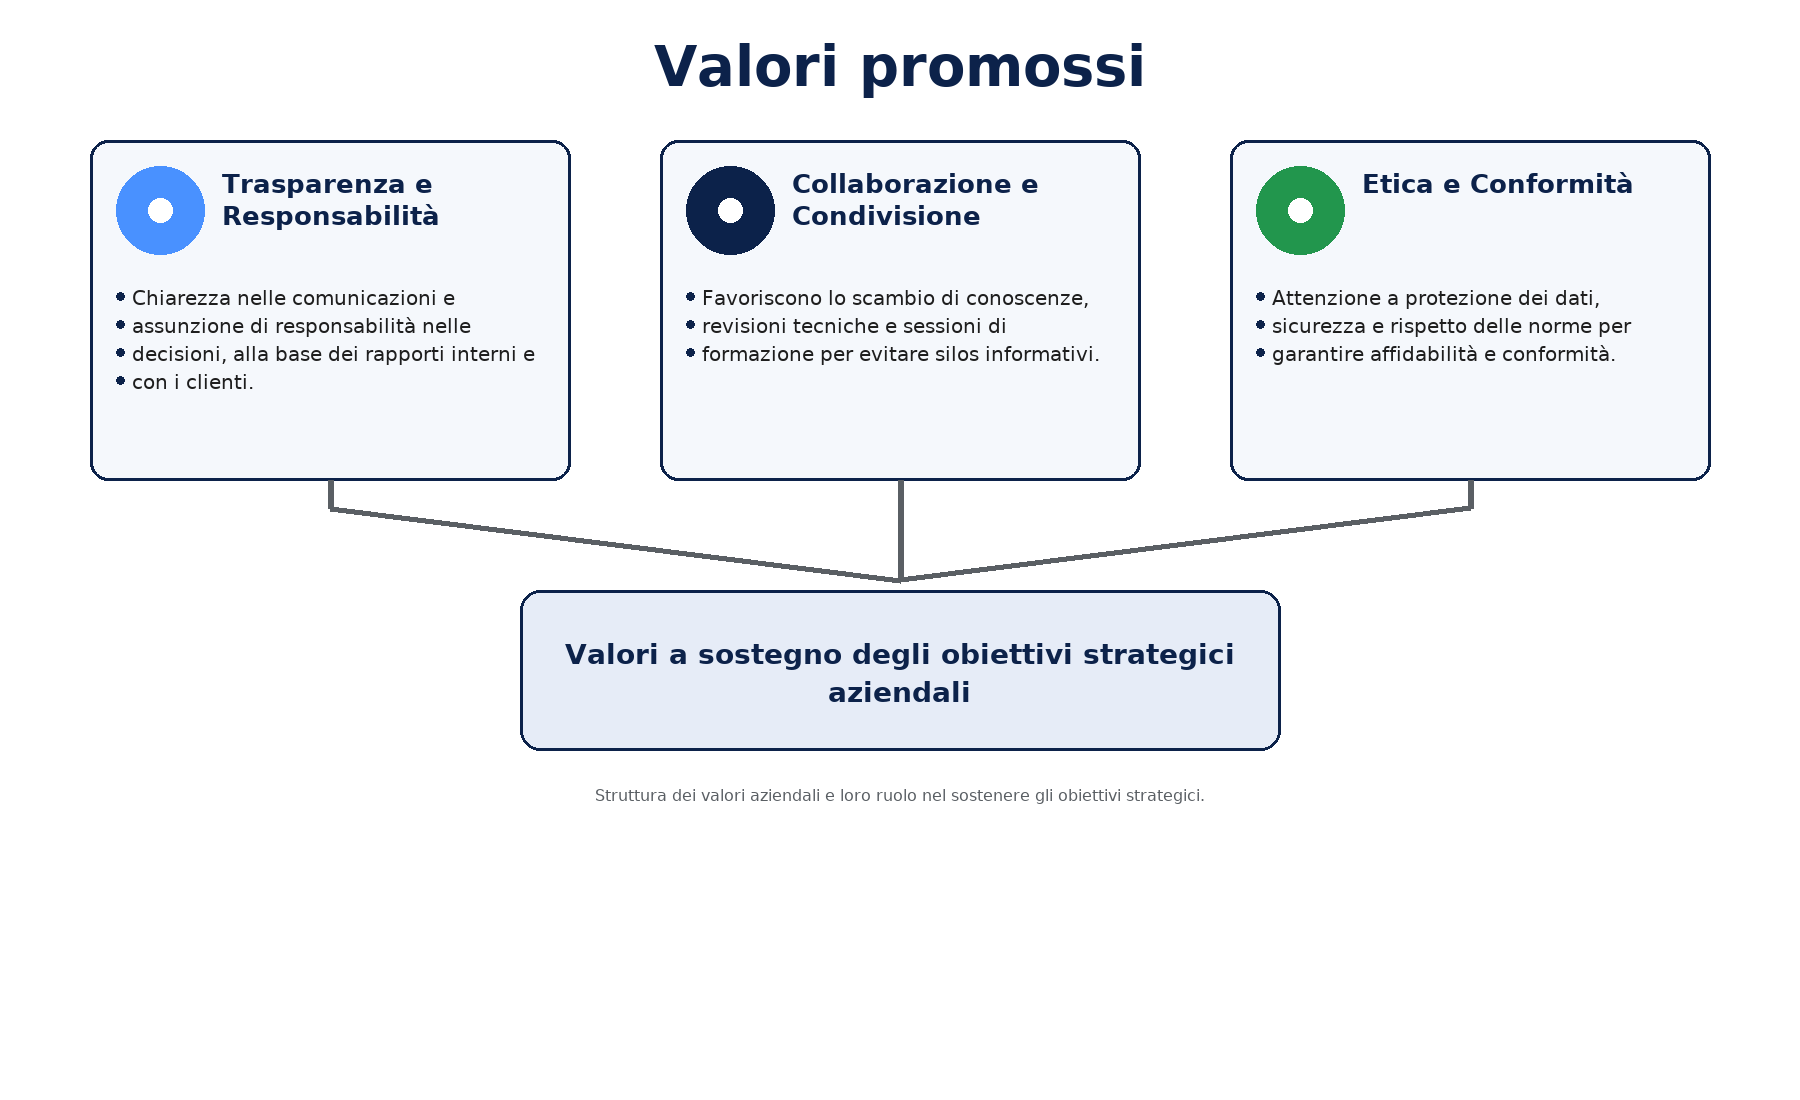 Valori promossi
Trasparenza e
Responsabilità
• Chiarezza nelle comunicazioni e
• assunzione di responsabilità nelle
• decisioni, alla base dei rapporti interni e
• con i clienti.
Collaborazione e
Condivisione
• Favoriscono lo scambio di conoscenze,
• revisioni tecniche e sessioni di
• formazione per evitare silos informativi.
Etica e Conformità
• Attenzione a protezione dei dati,
• sicurezza e rispetto delle norme per
• garantire affidabilità e conformità.
Valori a sostegno degli obiettivi strategici
aziendali
Struttura dei valori aziendali e loro ruolo nel sostenere gli obiettivi strategici.